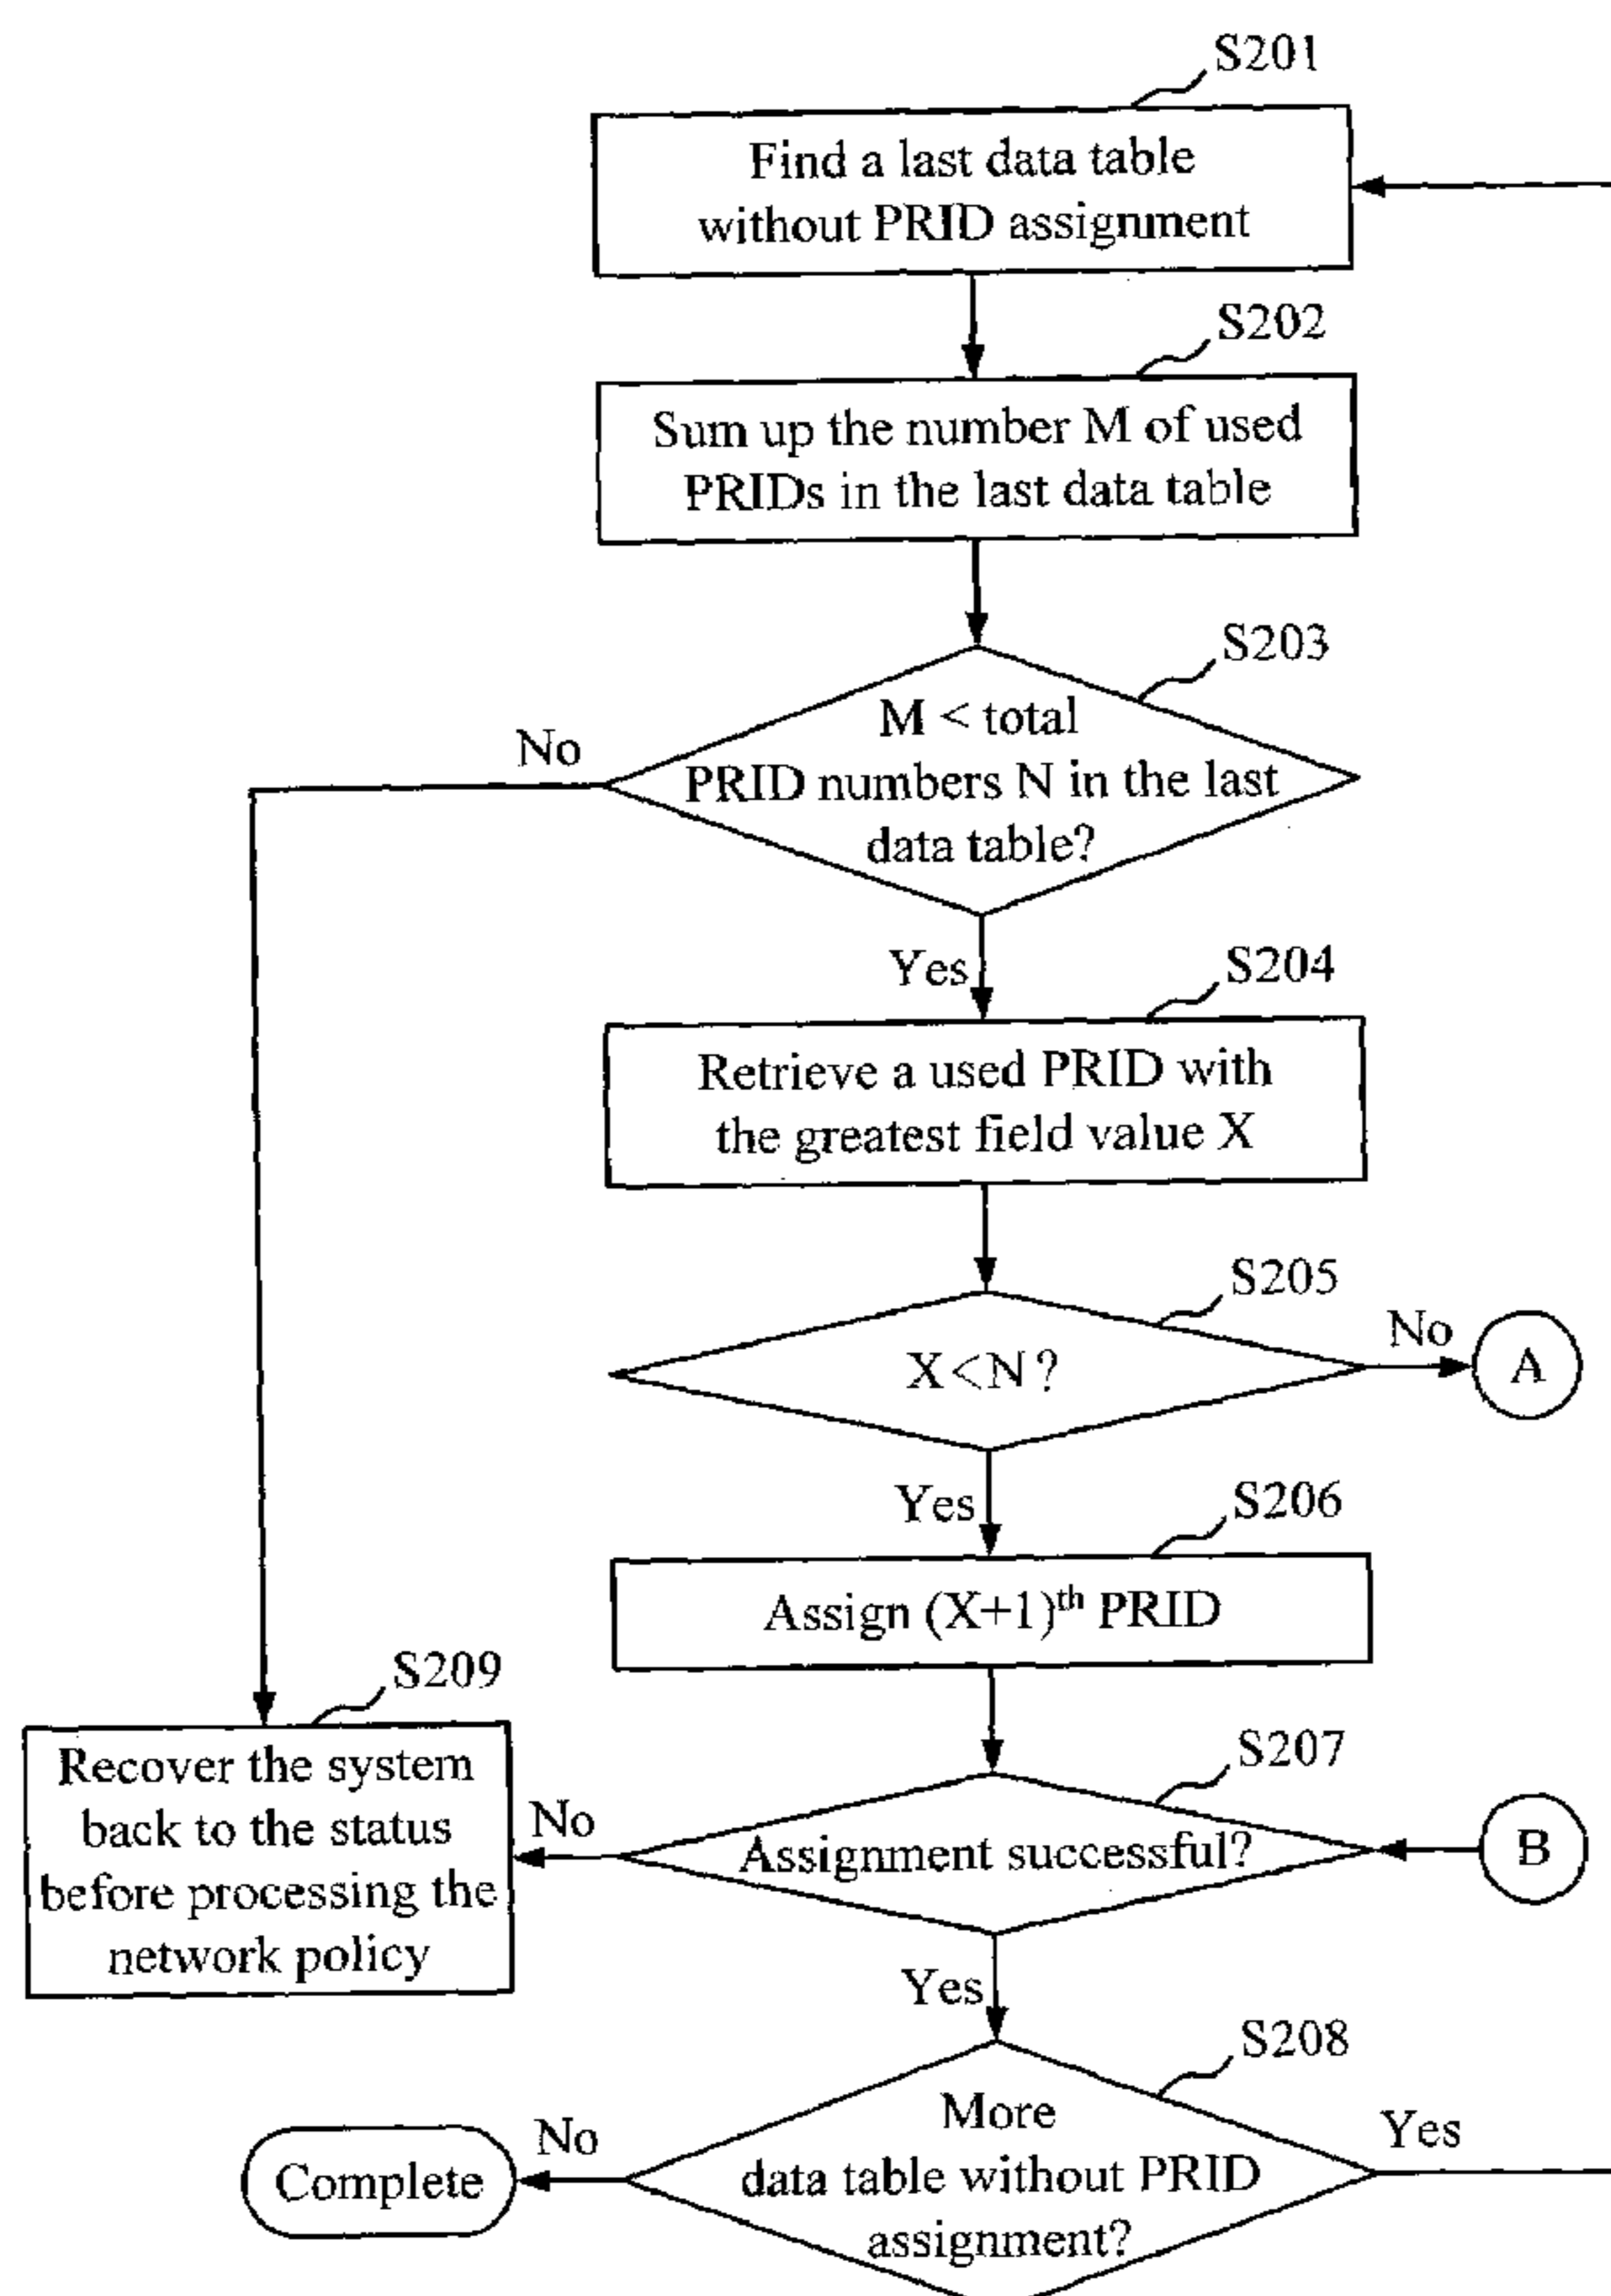 S201
Find a last data table
without PRID assignment
S202
Sum up the number M of used
PRIDs in the last data table
S203
M < total
PRID numbers N in the last
data table?
No
Yes
S204
Retrieve a used PRID with
the greatest field value X
S205
X<N?
No
A
Yes
S206
Assign (X+1)th PRID
S209
Recover the system
back to the status
before processing the
network policy
S207
No
Assignment successful?
B
Yes
S208
More
data table without PRID
assignment?
No
Complete
Yes